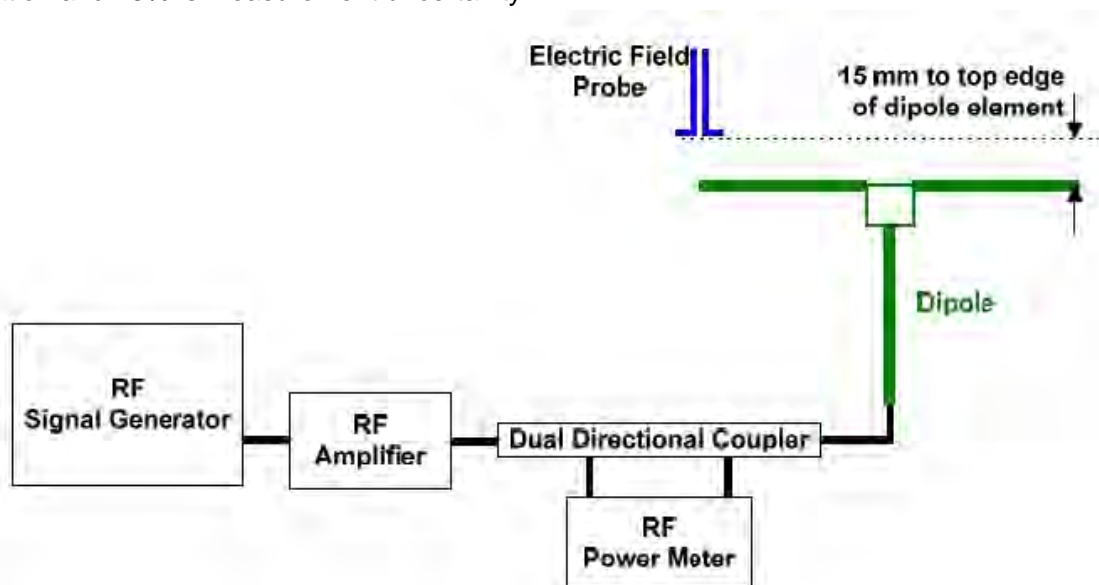 Electric Field
Probe
15 mm to top edge
of dipole element
Dipole
RF
Signal Generator
RF
Amplifier
Dual Directional Coupler
RF
Power Meter